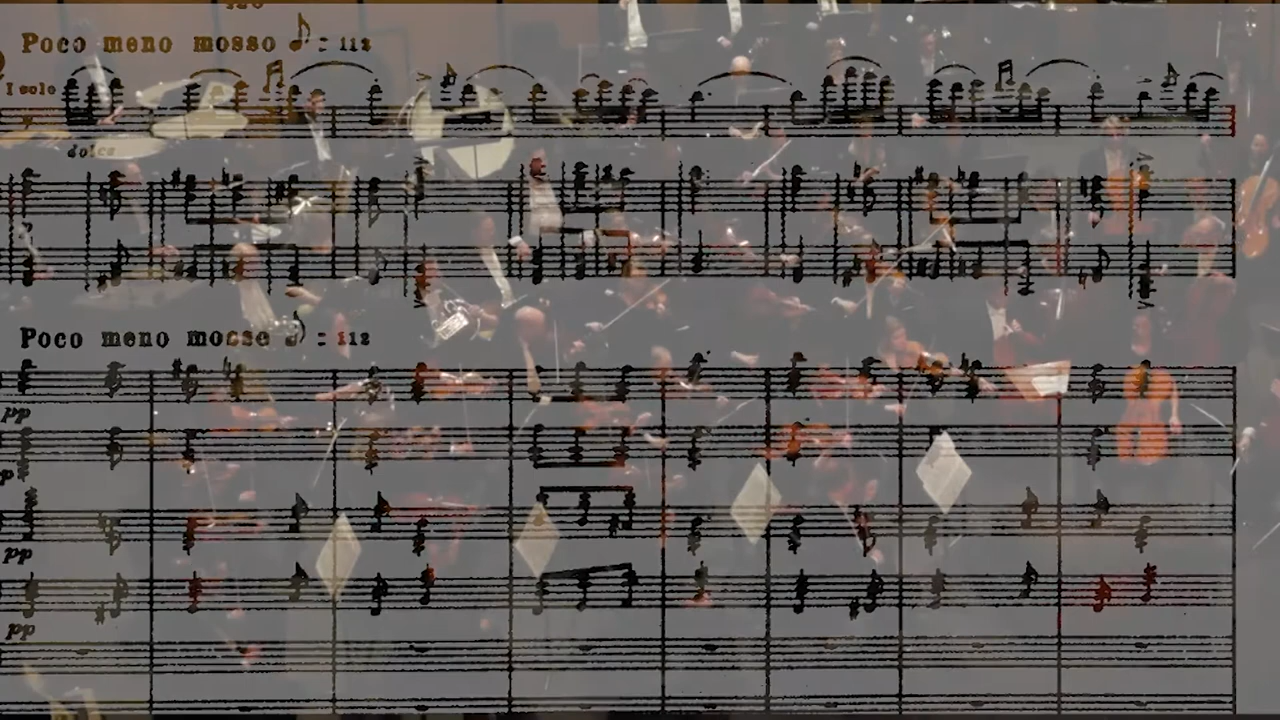 Poco meno mosso ♪ = 112
I solo
dolce
Poco meno mosso ♪ = 112
pp
p
pp
pp